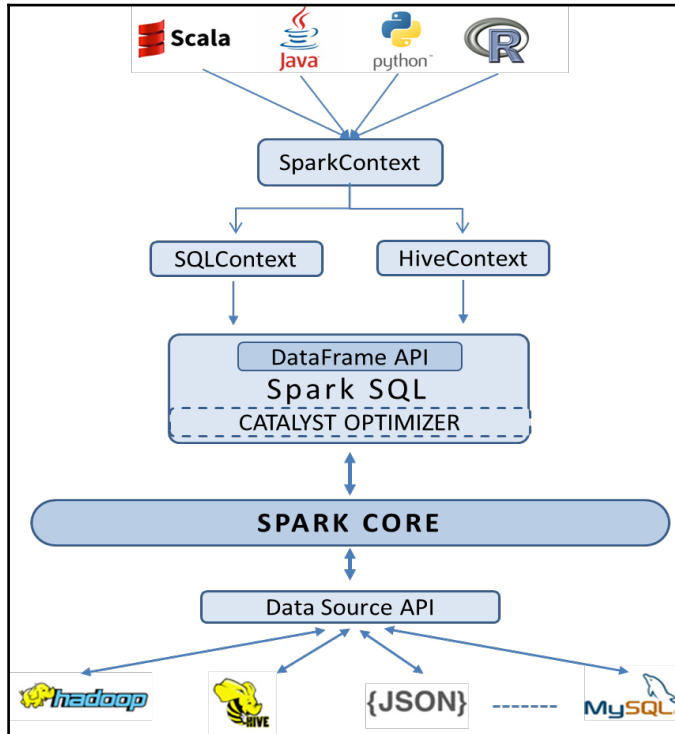 Scala
Java
python™
R
SparkContext
SQLContext
HiveContext
DataFrame API
Spark SQL
CATALYST OPTIMIZER
SPARK CORE
Data Source API
hadoop
HIVE
{JSON}
MySQL